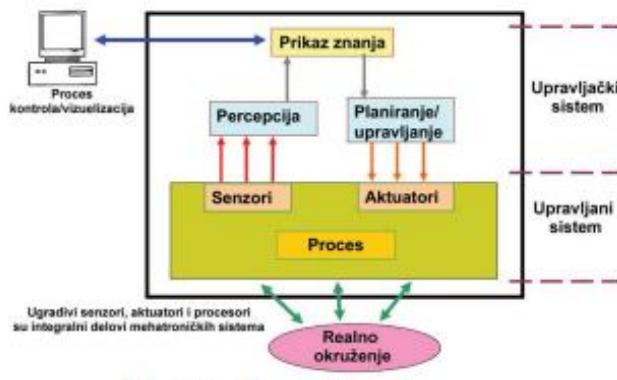 Prikaz znanja
Proces
kontrola/vizuelizacija
Percepcija
Planiranje/
upravljanje
Upravljački
sistem
Senzori
Aktuatori
Upravljani
sistem
Proces
Ugradivi senzori, aktuatori i procesori
su integralni delovi mehatroničkih sistema
Realno
okruženje